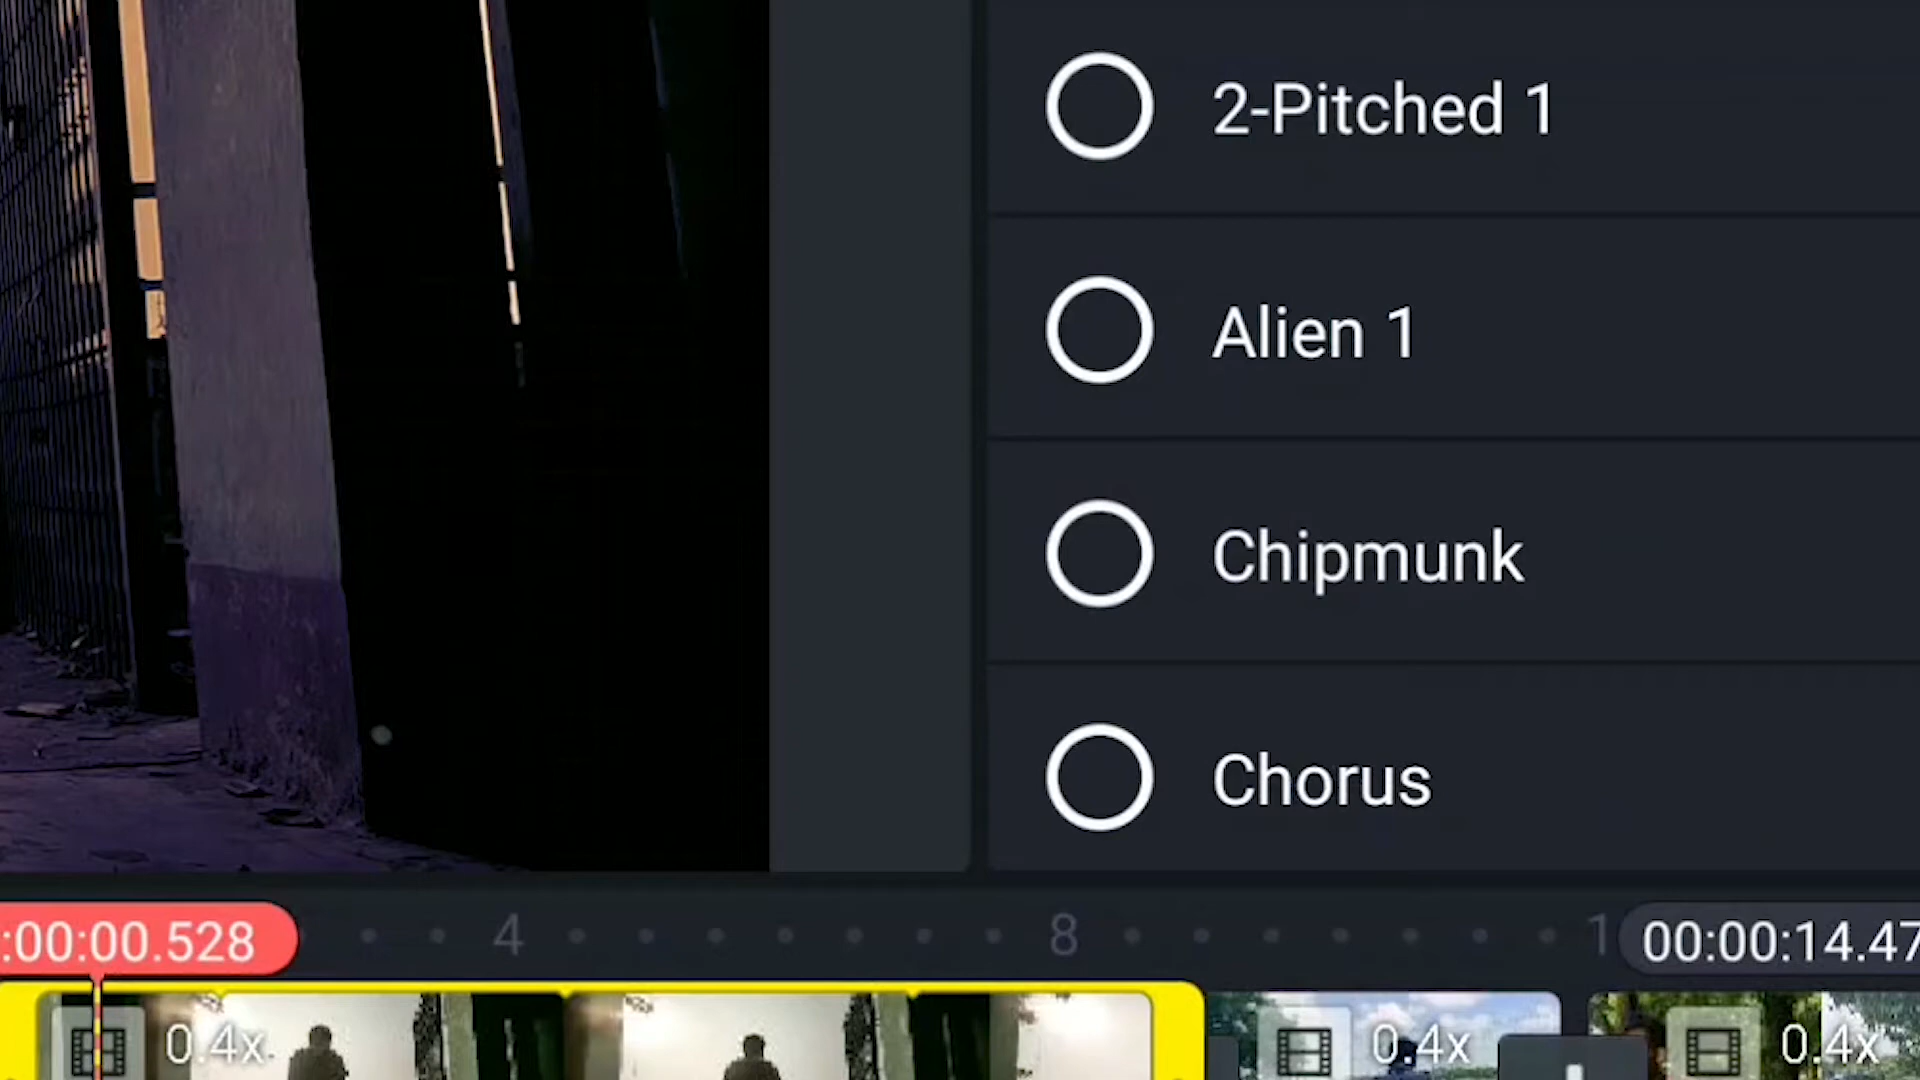 2-Pitched 1
Alien 1
Chipmunk
Chorus
:00:00.528
4
8
1
00:00:14.47
0.4x
0.4x
0.4x